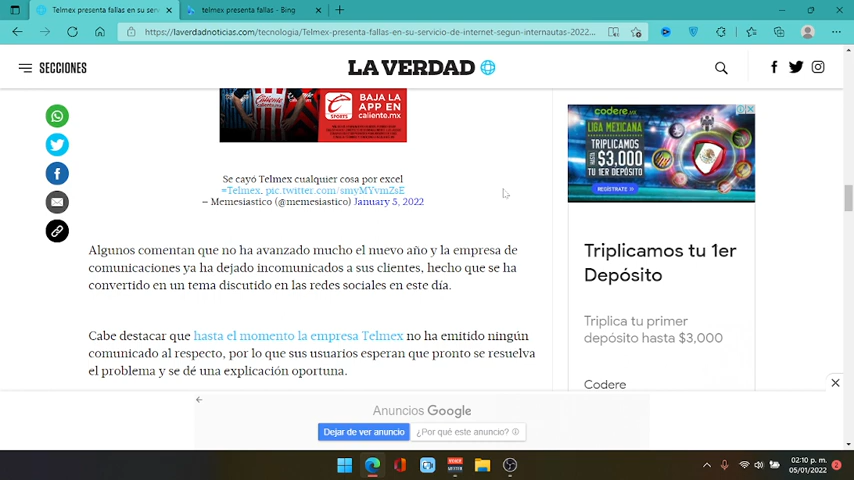 Telmex presenta fallas en su serv
telmex presenta fallas - Bing
https://laverdadnoticias.com/tecnologia/Telmex-presenta-fallas-en-su-servicio-de-internet-segun-internautas-2022...
SECCIONES
LA VERDAD
BAJA LA
APP EN
caliente.mx
SPORTS
codere.mx
LIGA MEXICANA
TRIPLICAMOS
TU 1ER
DEPÓSITO
HASTA
$3,000
REGÍSTRATE
Se cayó Telmex cualquier cosa por excel
#Telmex. pic.twitter.com/smyMYvmZsE
— Memesiastico (@memesiastico) January 5, 2022
Algunos comentan que no ha avanzado mucho el nuevo año y la empresa de
comunicaciones ya ha dejado incomunicados a sus clientes, hecho que se ha
convertido en un tema discutido en las redes sociales en este día.
Cabe destacar que hasta el momento la empresa Telmex no ha emitido ningún
comunicado al respecto, por lo que sus usuarios esperan que pronto se resuelva
el problema y se dé una explicación oportuna.
Triplicamos tu 1er
Depósito
Triplica tu primer
depósito hasta $3,000
Codere
Anuncios Google
Dejar de ver anuncio
¿Por qué este anuncio?
02:10 p. m.
05/01/2022
2